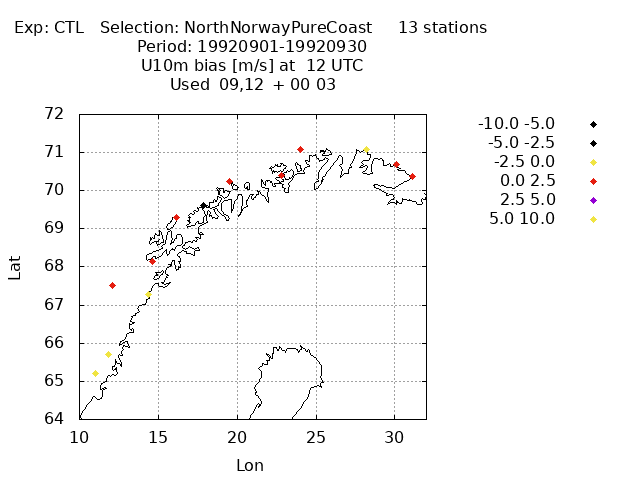 Exp: CTL   Selection: NorthNorwayPureCoast     13 stations
Period: 19920901-19920930
U10m bias [m/s] at  12 UTC
Used  09,12  + 00 03
72
71
70
69
68
67
66
65
64
10 15 20 25 30
Lat
Lon
-10.0 -5.0
-5.0 -2.5
-2.5 0.0
0.0 2.5
2.5 5.0
5.0 10.0